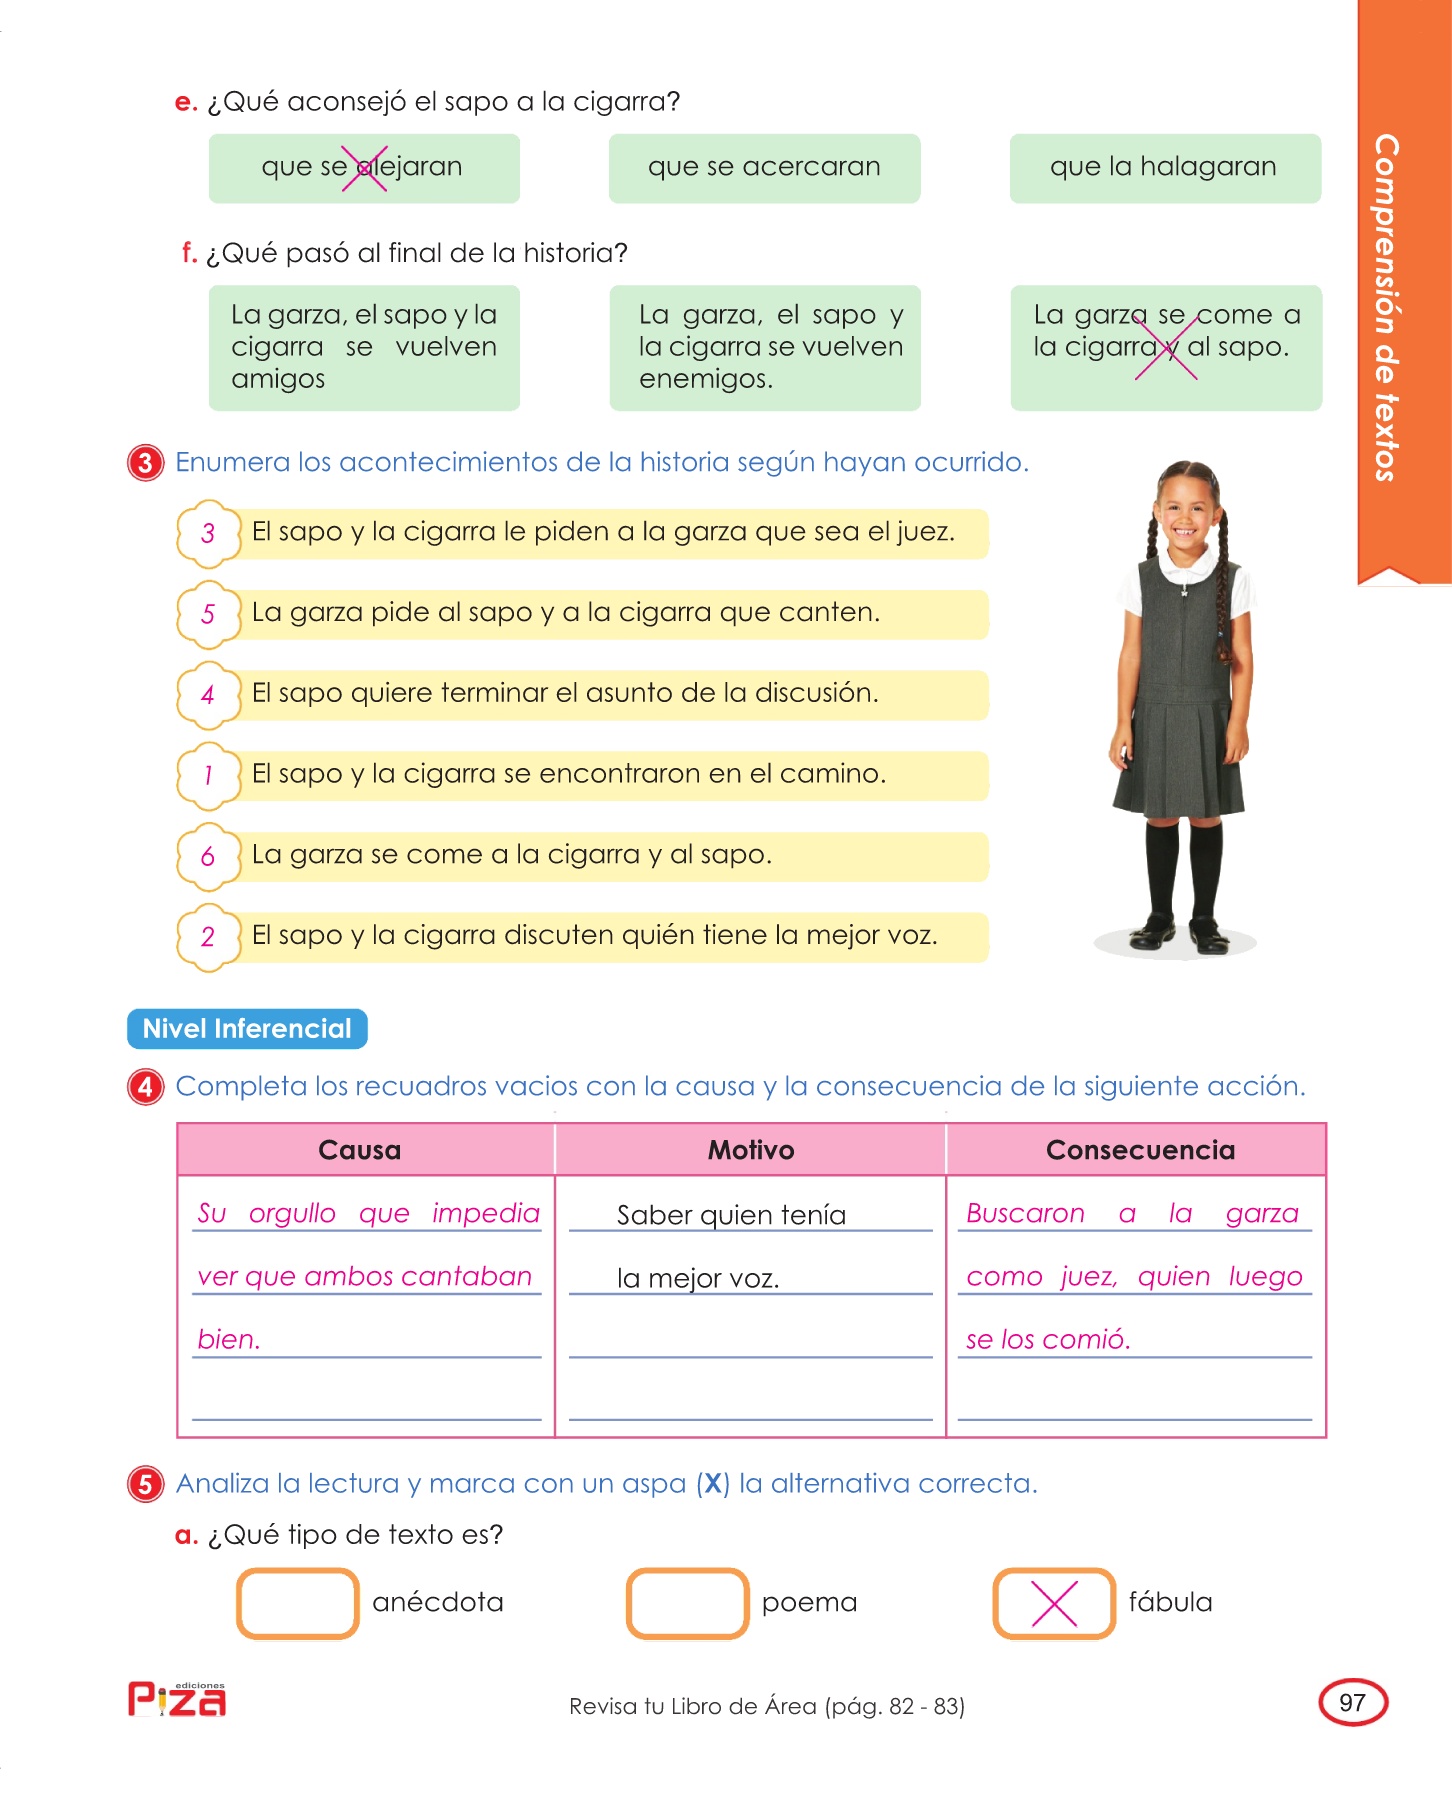 e. ¿Qué aconsejó el sapo a la cigarra?
que se alejaran
que se acercaran
que la halagaran
f. ¿Qué pasó al final de la historia?
La garza, el sapo y la
cigarra se vuelven
amigos
La garza, el sapo y
la cigarra se vuelven
enemigos.
La garza se come a
la cigarra y al sapo.
Comprensión de textos
3 Enumera los acontecimientos de la historia según hayan ocurrido.
3 El sapo y la cigarra le piden a la garza que sea el juez.
5 La garza pide al sapo y a la cigarra que canten.
4 El sapo quiere terminar el asunto de la discusión.
1 El sapo y la cigarra se encontraron en el camino.
6 La garza se come a la cigarra y al sapo.
2 El sapo y la cigarra discuten quién tiene la mejor voz.
Nivel Inferencial
4 Completa los recuadros vacios con la causa y la consecuencia de la siguiente acción.
Causa
Motivo
Consecuencia
Su orgullo que impedia
ver que ambos cantaban
bien.
Saber quien tenía
la mejor voz.
Buscaron a la garza
como juez, quien luego
se los comió.
5 Analiza la lectura y marca con un aspa (X) la alternativa correcta.
a. ¿Qué tipo de texto es?
anécdota
poema
X fábula
ediciones
Piza
Revisa tu Libro de Área (pág. 82 - 83)
97